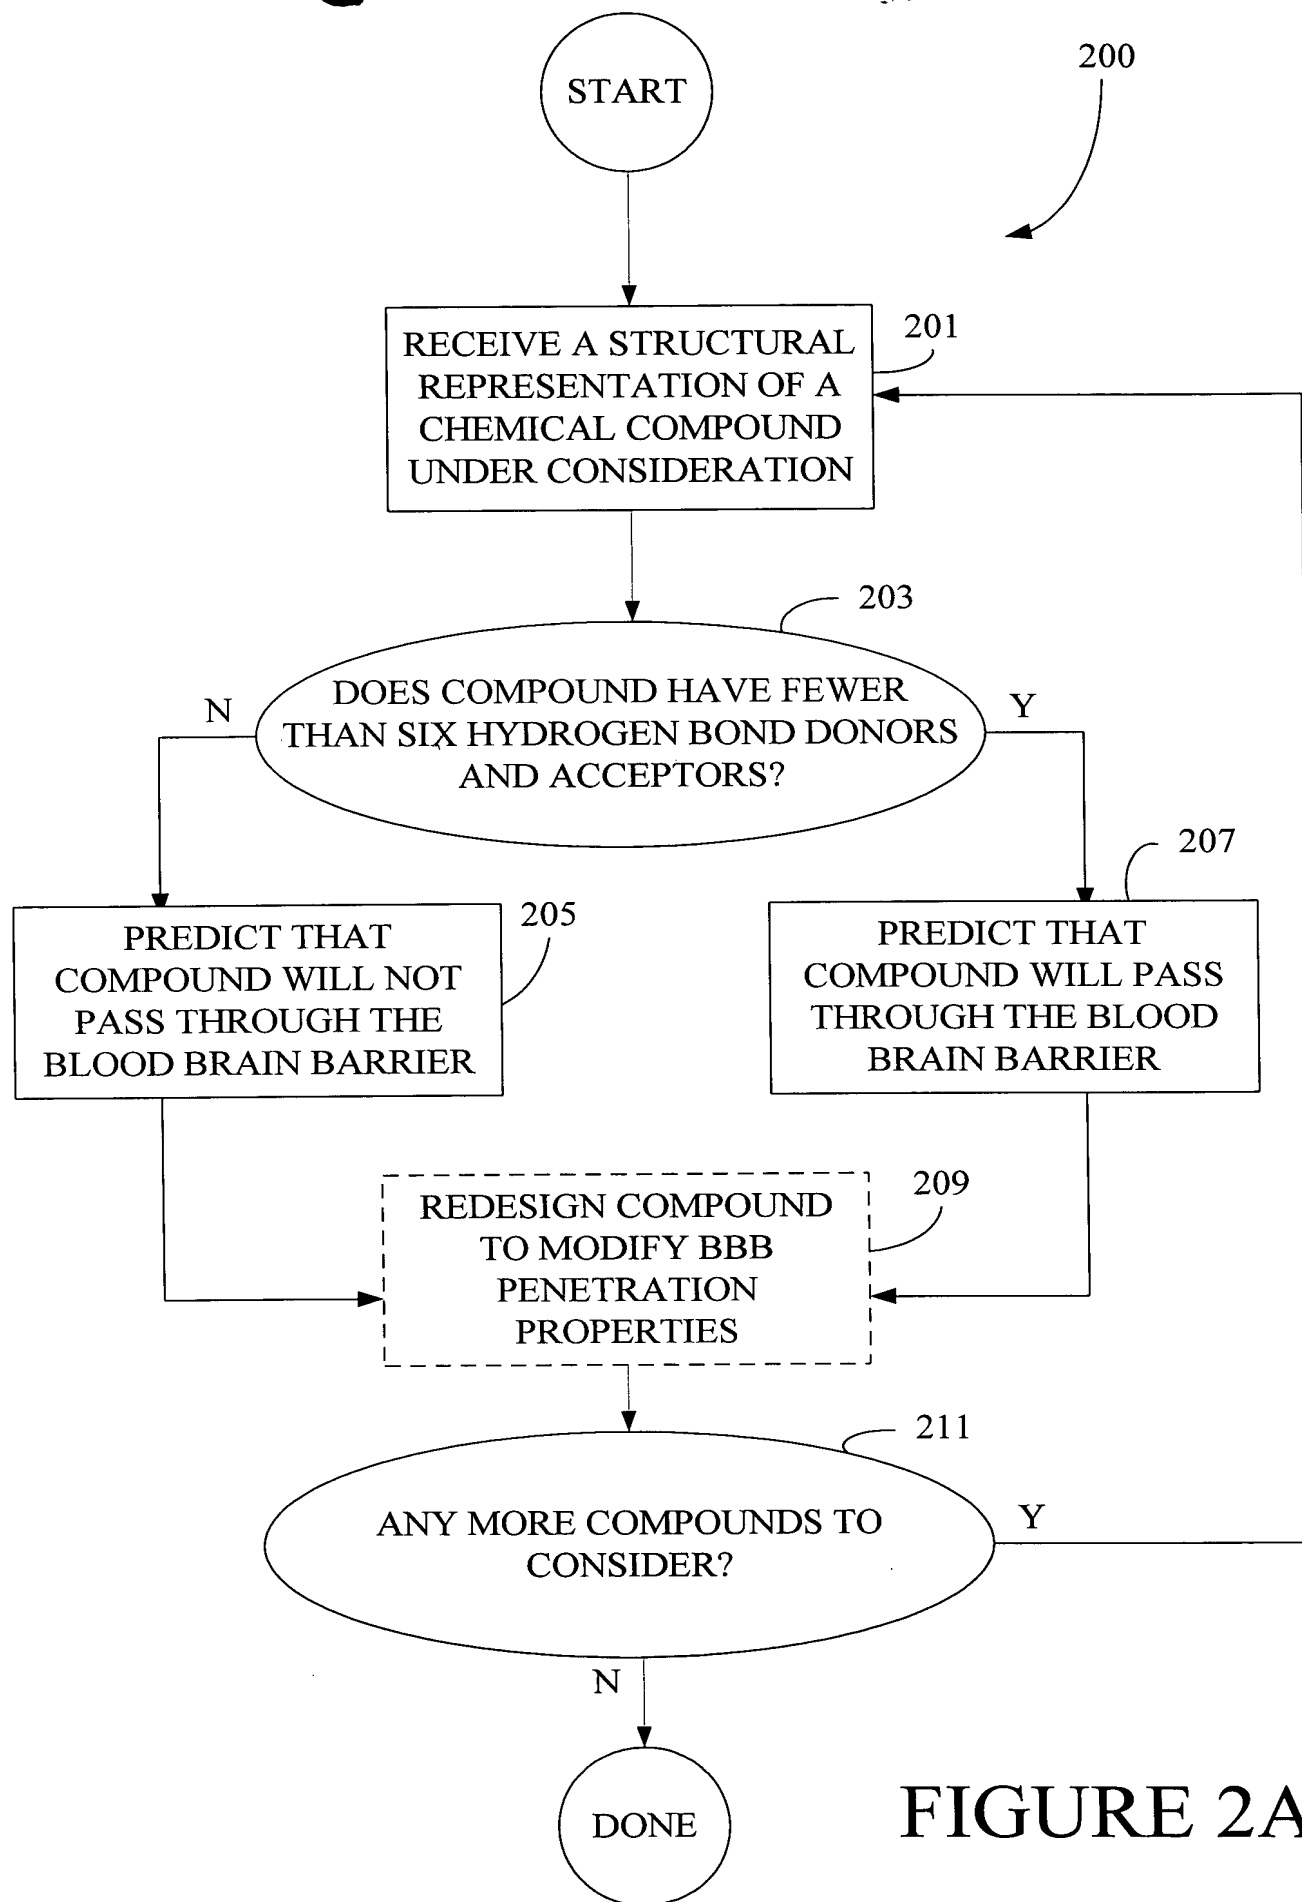 START
200
RECEIVE A STRUCTURAL
REPRESENTATION OF A
CHEMICAL COMPOUND
UNDER CONSIDERATION
201
203
DOES COMPOUND HAVE FEWER
THAN SIX HYDROGEN BOND DONORS
AND ACCEPTORS?
N
Y
205
207
PREDICT THAT
COMPOUND WILL NOT
PASS THROUGH THE
BLOOD BRAIN BARRIER
PREDICT THAT
COMPOUND WILL PASS
THROUGH THE BLOOD
BRAIN BARRIER
REDESIGN COMPOUND
TO MODIFY BBB
PENETRATION
PROPERTIES
209
211
ANY MORE COMPOUNDS TO
CONSIDER?
Y
N
DONE
FIGURE 2A